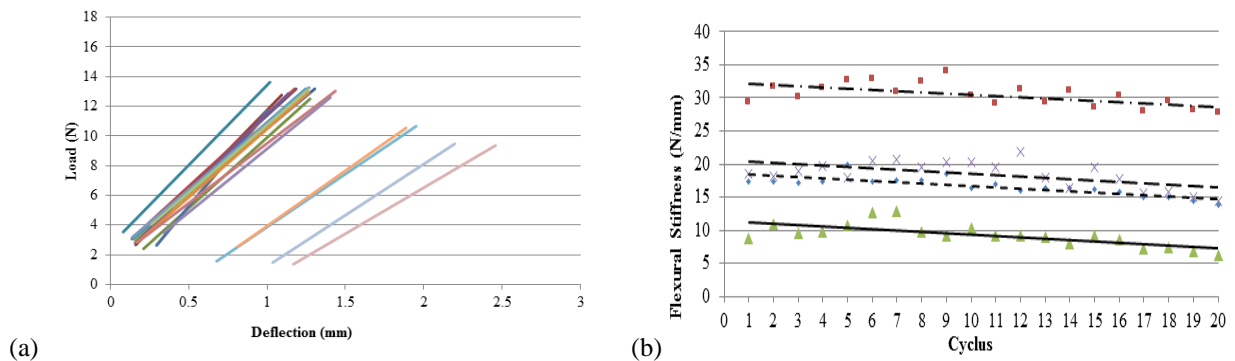 18
16
14
12
10
8
6
4
2
0
Load (N)
0 0.5 1 1.5 2 2.5 3
Deflection (mm)
(a)
40
35
30
25
20
15
10
5
0
Flexural Stiffness (N/mm)
0 1 2 3 4 5 6 7 8 9 10 11 12 13 14 15 16 17 18 19 20
Cyclus
(b)